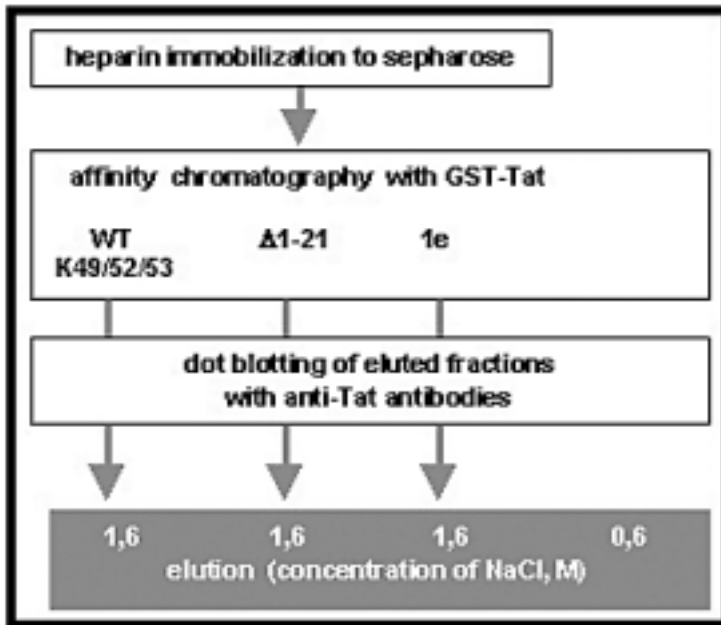 heparin immobilization to sepharose
affinity chromatography with GST-Tat
WT Δ1-21 1e
K49/52/53
dot blotting of eluted fractions
with anti-Tat antibodies
1,6 1,6 1,6 0,6
elution (concentration of NaCl, M)